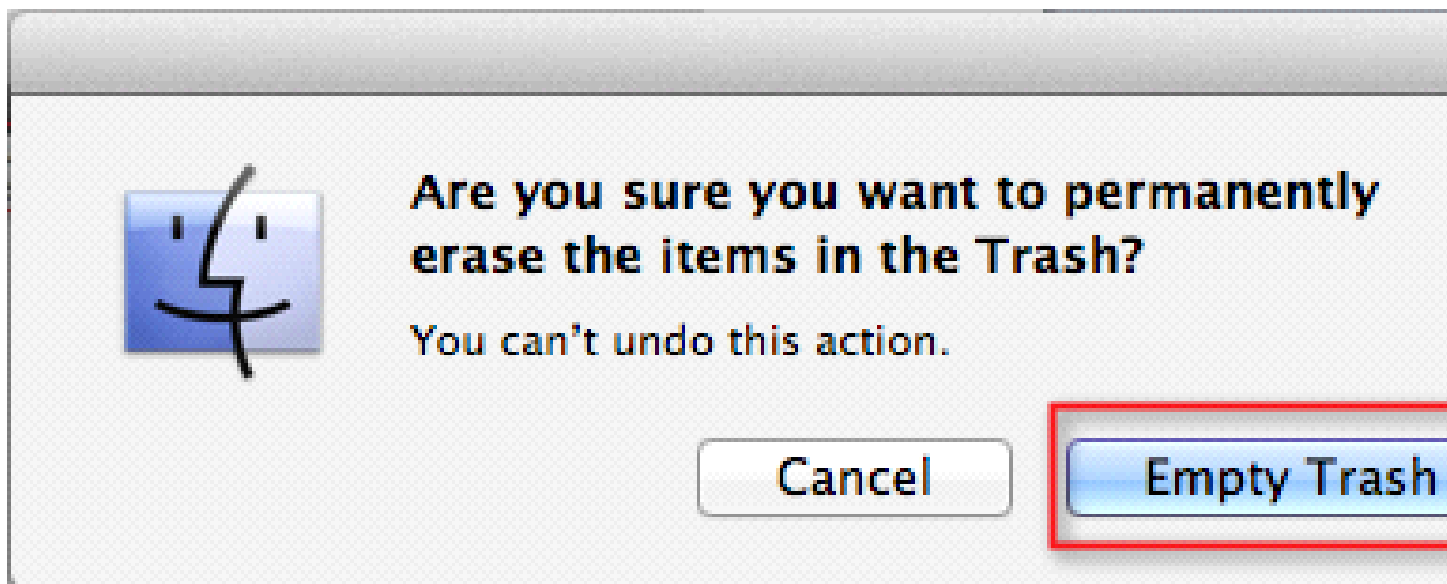 Are you sure you want to permanently
erase the items in the Trash?
You can't undo this action.
Cancel Empty Trash